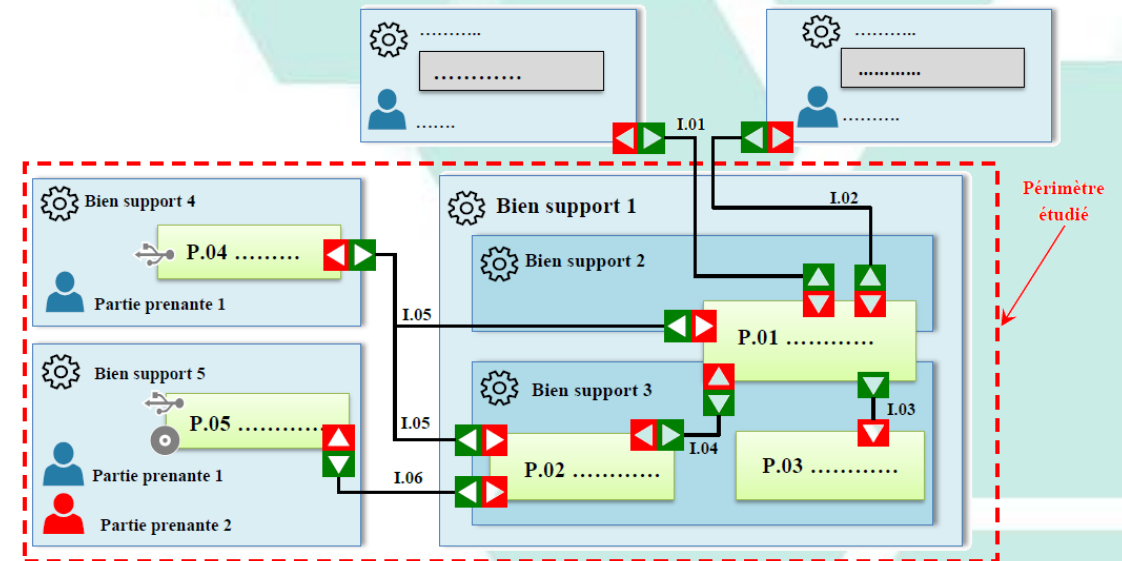 ………..
…………
…….
………..
…………
……….
I.01
I.02
Périmètre
étudié
Bien support 4
P.04 ………
Partie prenante 1
Bien support 1
Bien support 2
I.05
P.01 …………
Bien support 5
P.05 …………
Partie prenante 1
Partie prenante 2
Bien support 3
I.03
I.05
I.04
P.02 …………
P.03 …………
I.06